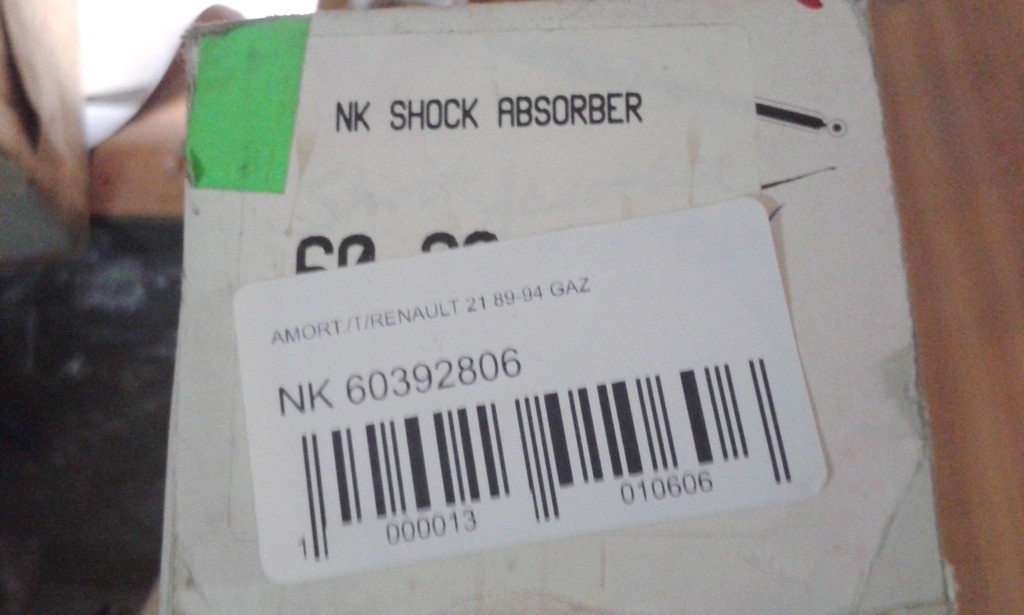 NK SHOCK ABSORBER
AMORT./T/RENAULT 21 89-94 GAZ
NK 60392806
1 000013 010606